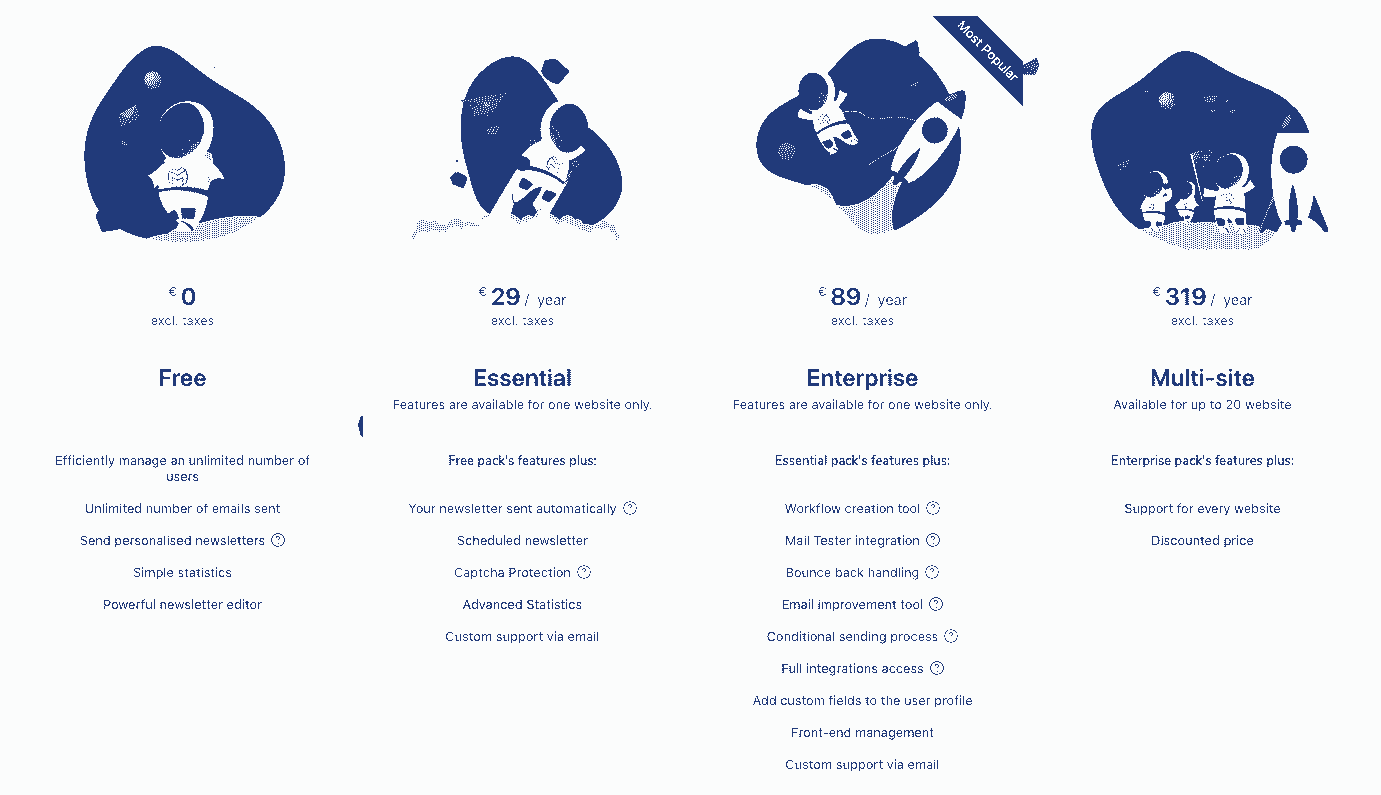 Most Popular
€ 0
excl. taxes
Free
Efficiently manage an unlimited number of
users
Unlimited number of emails sent
Send personalised newsletters ?
Simple statistics
Powerful newsletter editor
€ 29 / year
excl. taxes
Essential
Features are available for one website only.
Free pack's features plus:
Your newsletter sent automatically ?
Scheduled newsletter
Captcha Protection ?
Advanced Statistics
Custom support via email
€ 89 / year
excl. taxes
Enterprise
Features are available for one website only.
Essential pack's features plus:
Workflow creation tool ?
Mail Tester integration ?
Bounce back handling ?
Email improvement tool ?
Conditional sending process ?
Full integrations access ?
Add custom fields to the user profile
Front-end management
Custom support via email
€ 319 / year
excl. taxes
Multi-site
Available for up to 20 website
Enterprise pack's features plus:
Support for every website
Discounted price